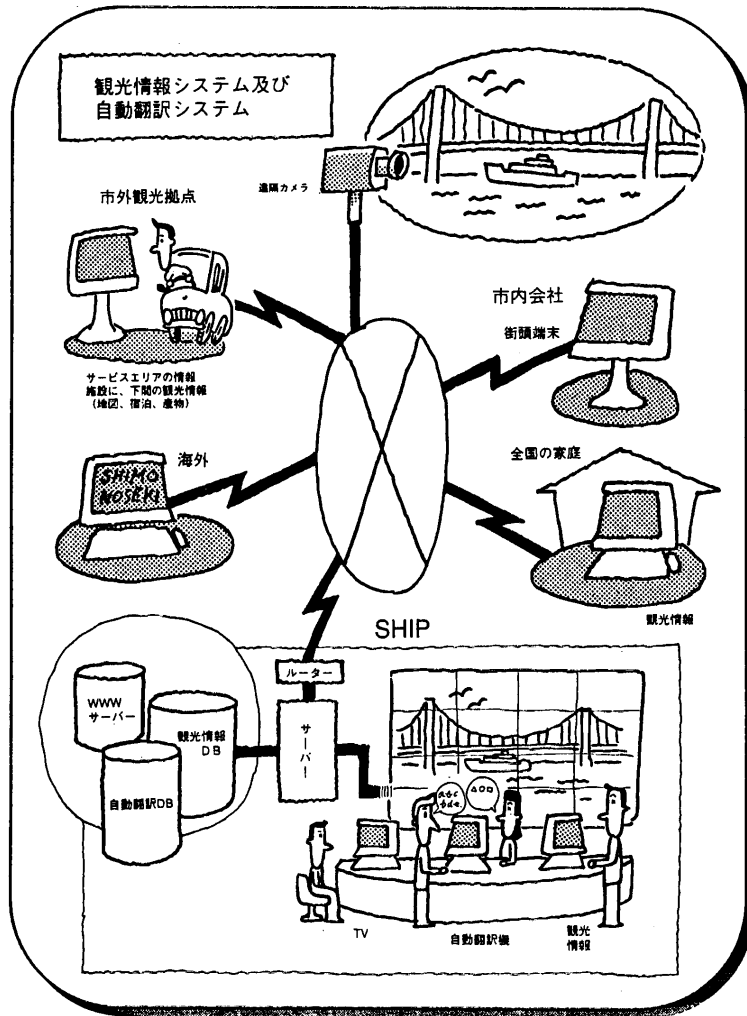 観光情報システム及び
自動翻訳システム
遠隔カメラ
市外観光拠点
サービスエリアの情報
施設に、下関の観光情報
(地図、宿泊、産物)
市内会社
街頭端末
海外
SHIMO
NOSEKI
全国の家庭
観光情報
SHIP
ルーター
サーバー
WWW
サーバー
観光情報
DB
自動翻訳DB
abc
△○□
TV
自動翻訳機
観光
情報